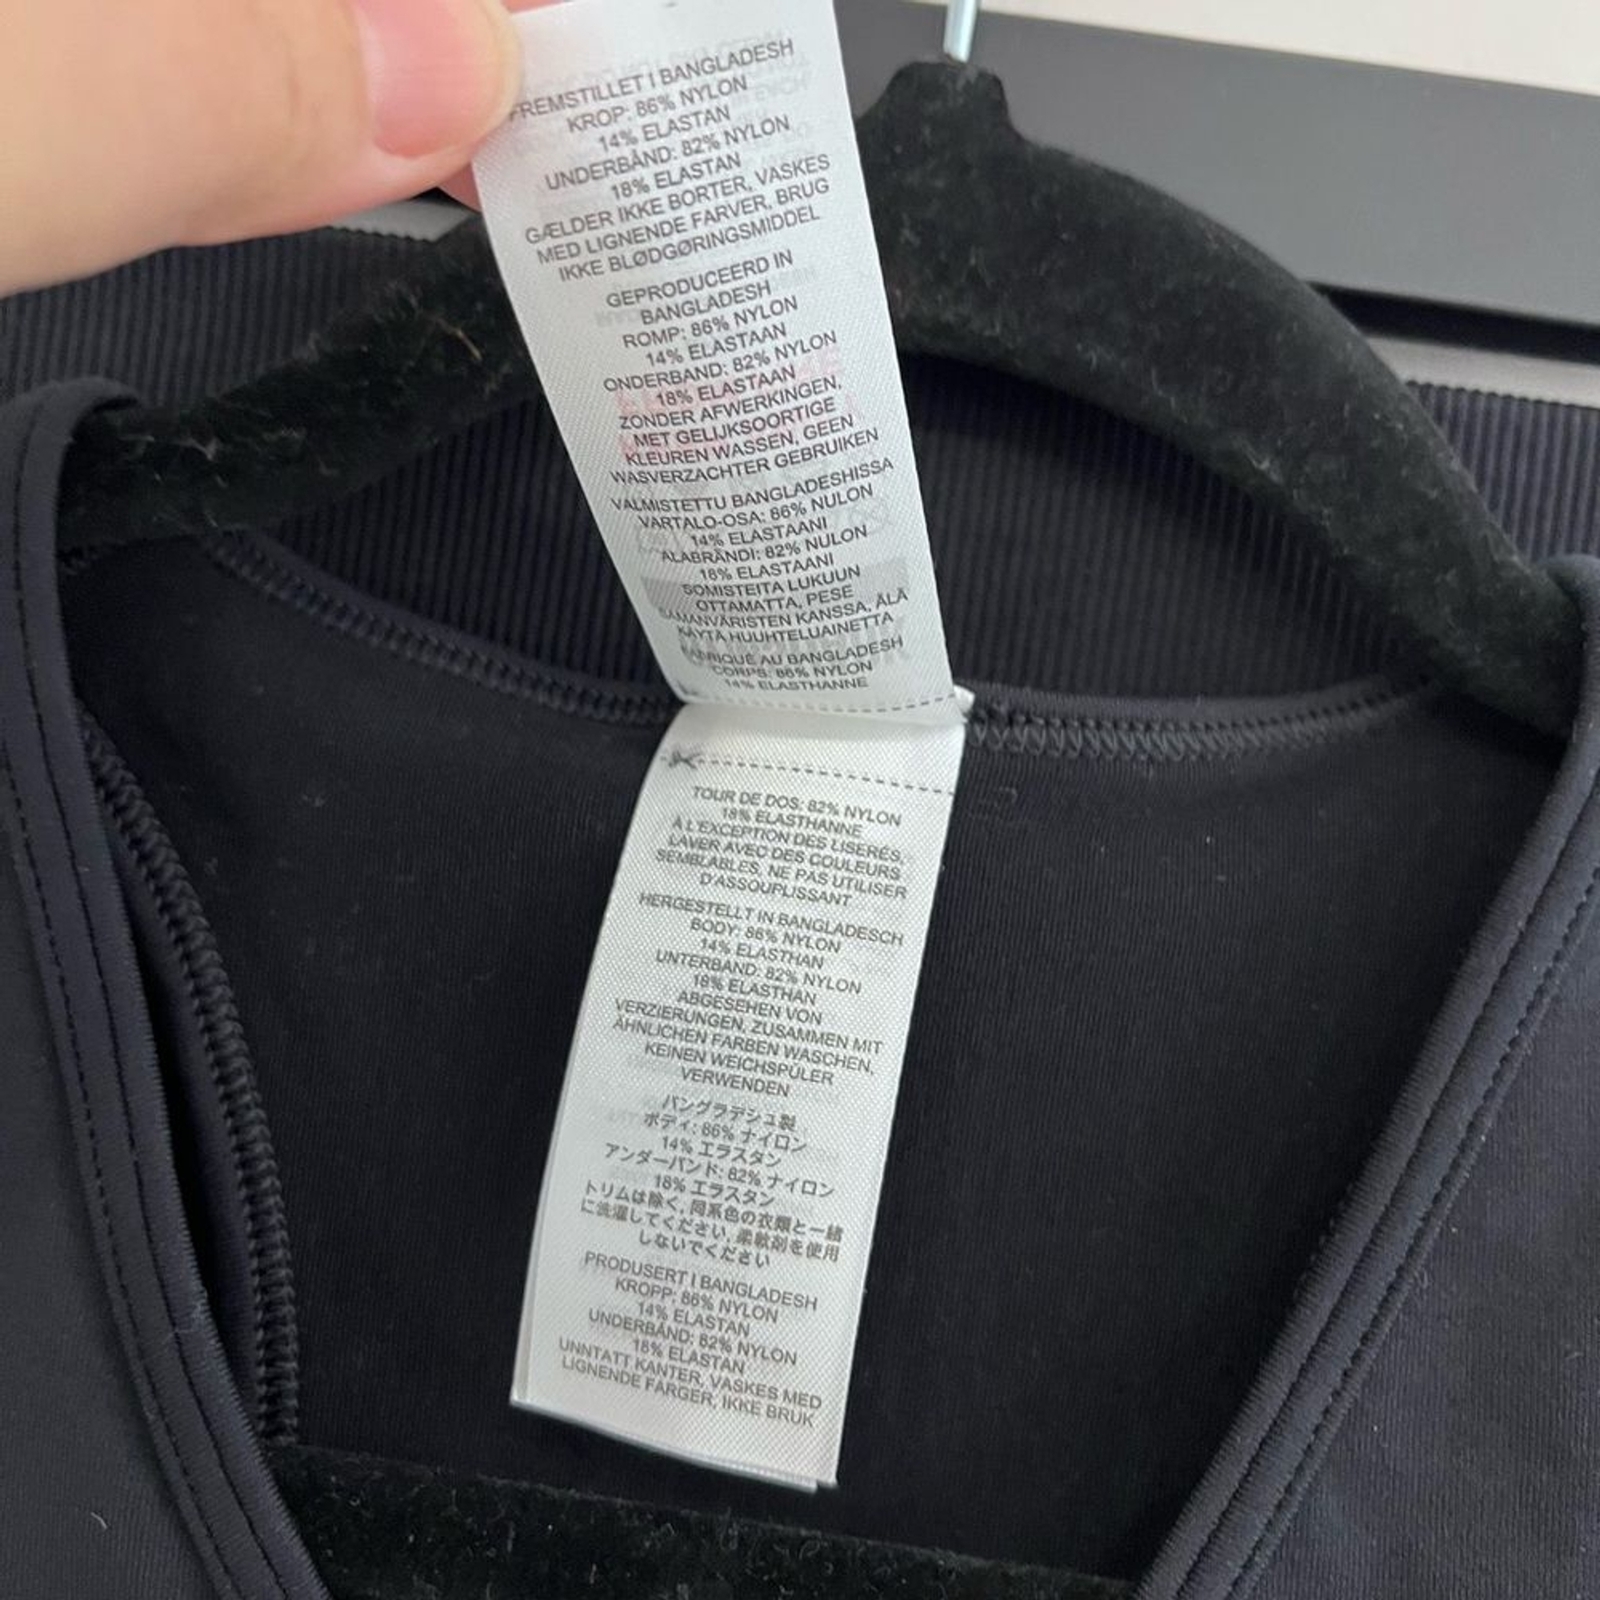 FREMSTILLET I BANGLADESH
KROP: 86% NYLON
14% ELASTAN
UNDERBÅND: 82% NYLON
18% ELASTAN
GÆLDER IKKE BORTER, VASKES
MED LIGNENDE FARVER, BRUG
IKKE BLØDGØRINGSMIDDEL
GEPRODUCEERD IN
BANGLADESH
ROMP: 86% NYLON
14% ELASTAAN
ONDERBAND: 82% NYLON
18% ELASTAAN
ZONDER AFWERKINGEN,
MET GELIJKSOORTIGE
KLEUREN WASSEN, GEEN
WASVERZACHTER GEBRUIKEN
VALMISTETTU BANGLADESHISSA
VARTALO-OSA: 86% NULON
14% ELASTAANI
ALABRÄNDI: 82% NULON
18% ELASTAANI
SOMISTEITA LUKUUN
OTTAMATTA, PESE
SAMANVÄRISTEN KANSSA, ÄLÄ
KÄYTÄ HUUHTELUAINETTA
FABRIQUÉ AU BANGLADESH
CORPS: 86% NYLON
14% ELASTHANNE
TOUR DE DOS: 82% NYLON
18% ELASTHANNE
À L'EXCEPTION DES LISERÉS,
LAVER AVEC DES COULEURS
SEMBLABLES, NE PAS UTILISER
D'ASSOUPLISSANT
HERGESTELLT IN BANGLADESCH
BODY: 86% NYLON
14% ELASTHAN
UNTERBAND: 82% NYLON
18% ELASTHAN
ABGESEHEN VON
VERZIERUNGEN, ZUSAMMEN MIT
ÄHNLICHEN FARBEN WASCHEN,
KEINEN WEICHSPÜLER
VERWENDEN
バングラデシュ製
ボディ: 86% ナイロン
14% エラスタン
アンダーバンド: 82% ナイロン
18% エラスタン
トリムは除く, 同系色の衣類と一緒
に洗濯してください, 柔軟剤を使用
しないでください
PRODUSERT I BANGLADESH
KROPP: 86% NYLON
14% ELASTAN
UNDERBÅND: 82% NYLON
18% ELASTAN
UNNTATT KANTER, VASKES MED
LIGNENDE FARGER, IKKE BRUK